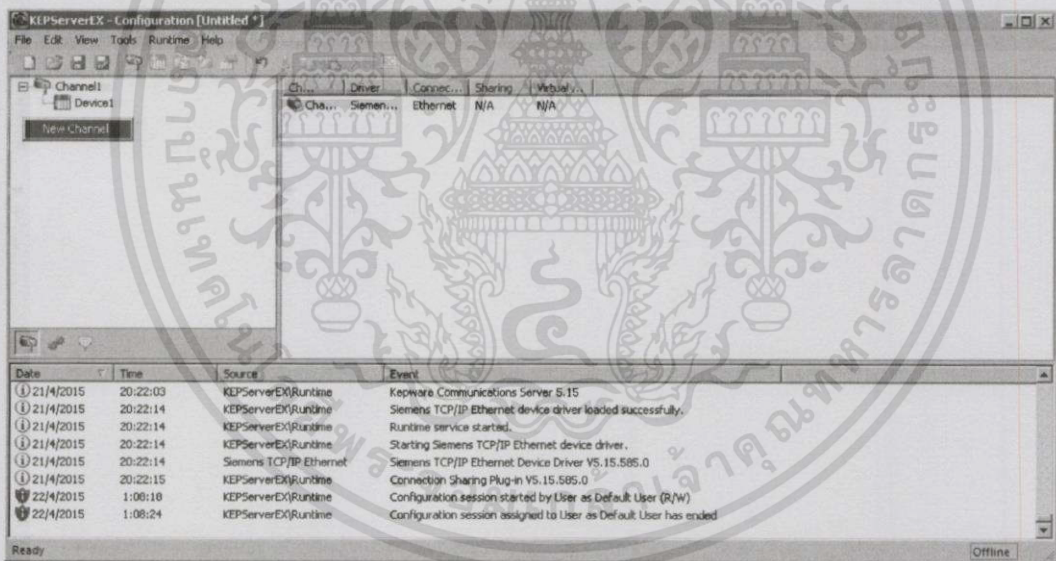 KEPServerEX - Configuration [Untitled *]
File Edit View Tools Runtime Help
Channel1
Device1
New Channel
Ch... Driver Connec... Sharing Virtual ...
Cha... Siemen... Ethernet N/A N/A
Date Time Source Event
21/4/2015 20:22:03 KEPServerEX\Runtime Kepware Communications Server 5.15
21/4/2015 20:22:14 KEPServerEX\Runtime Siemens TCP/IP Ethernet device driver loaded successfully.
21/4/2015 20:22:14 KEPServerEX\Runtime Runtime service started.
21/4/2015 20:22:14 KEPServerEX\Runtime Starting Siemens TCP/IP Ethernet device driver.
21/4/2015 20:22:14 Siemens TCP/IP Ethernet Siemens TCP/IP Ethernet Device Driver V5.15.585.0
21/4/2015 20:22:15 KEPServerEX\Runtime Connection Sharing Plug-in V5.15.585.0
22/4/2015 1:08:18 KEPServerEX\Runtime Configuration session started by User as Default User (R/W)
22/4/2015 1:08:24 KEPServerEX\Runtime Configuration session assigned to User as Default User has ended
Ready Offline